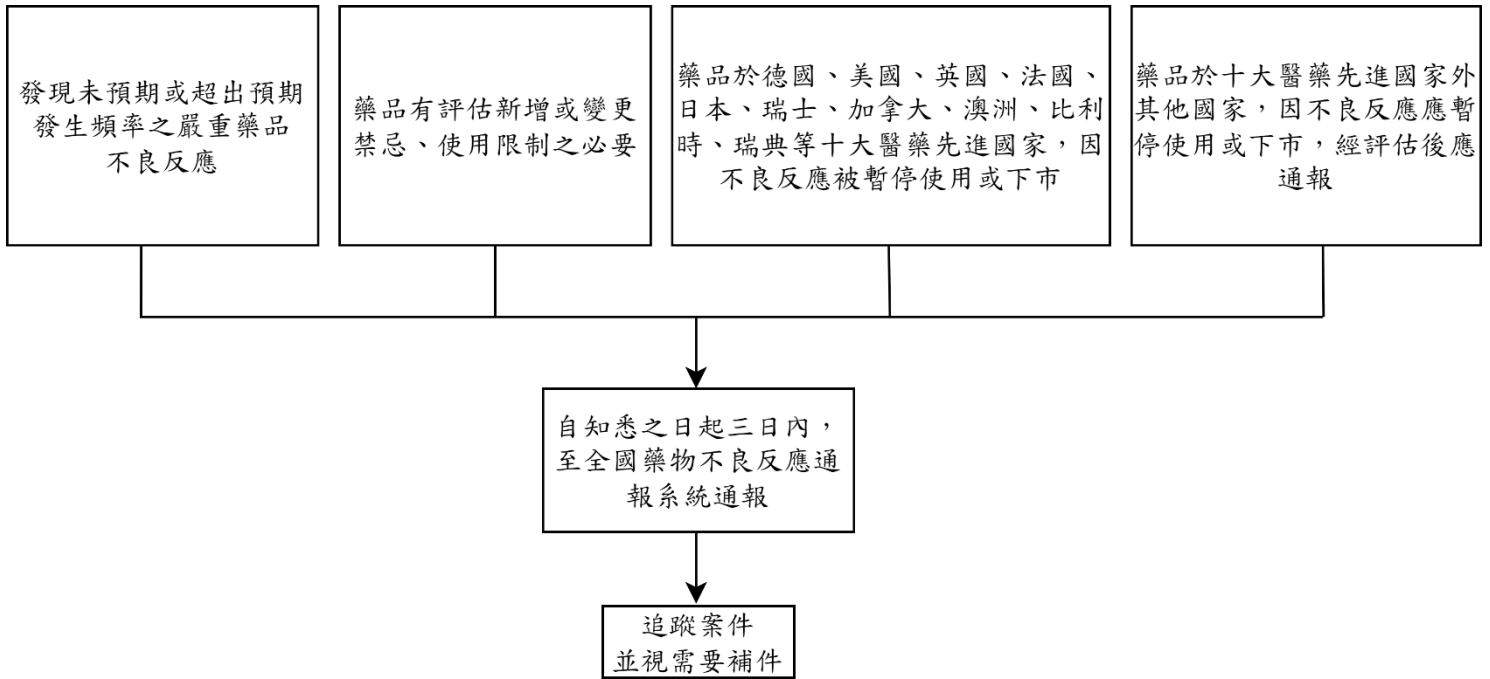 發現未預期或超出預期
發生頻率之嚴重藥品
不良反應
藥品有評估新增或變更
禁忌、使用限制之必要
藥品於德國、美國、英國、法國、
日本、瑞士、加拿大、澳洲、比利
時、瑞典等十大醫藥先進國家，因
不良反應被暫停使用或下市
藥品於十大醫藥先進國家外
其他國家，因不良反應應暫
停使用或下市，經評估後應
通報
自知悉之日起三日內，
至全國藥物不良反應通
報系統通報
追蹤案件
並視需要補件